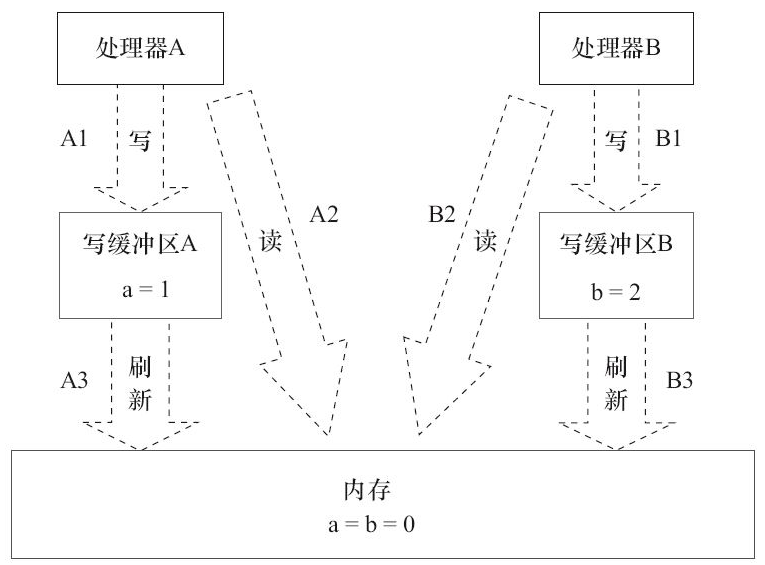 处理器A
处理器B
A1
写
写
B1
A2
B2
读
读
写缓冲区A
a = 1
写缓冲区B
b = 2
A3
刷
新
刷
新
B3
内存
a = b = 0